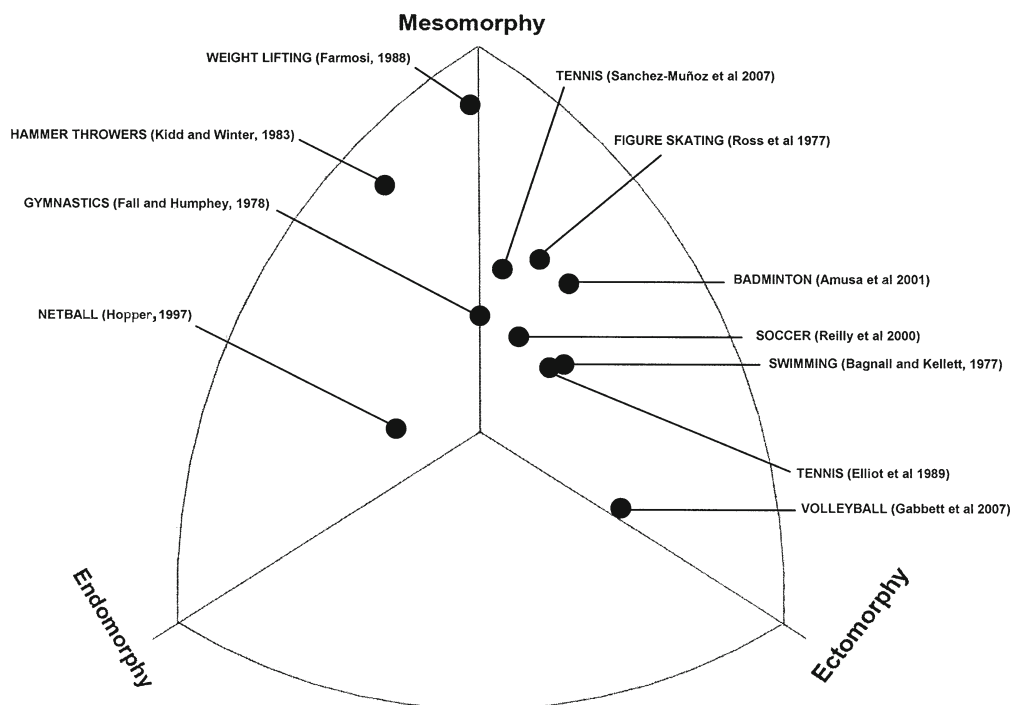 Mesomorphy
WEIGHT LIFTING (Farmosi, 1988)
TENNIS (Sanchez-Muñoz et al 2007)
HAMMER THROWERS (Kidd and Winter, 1983)
FIGURE SKATING (Ross et al 1977)
GYMNASTICS (Fall and Humphey, 1978)
BADMINTON (Amusa et al 2001)
NETBALL (Hopper, 1997)
SOCCER (Reilly et al 2000)
SWIMMING (Bagnall and Kellett, 1977)
TENNIS (Elliot et al 1989)
VOLLEYBALL (Gabbett et al 2007)
Endomorphy
Ectomorphy